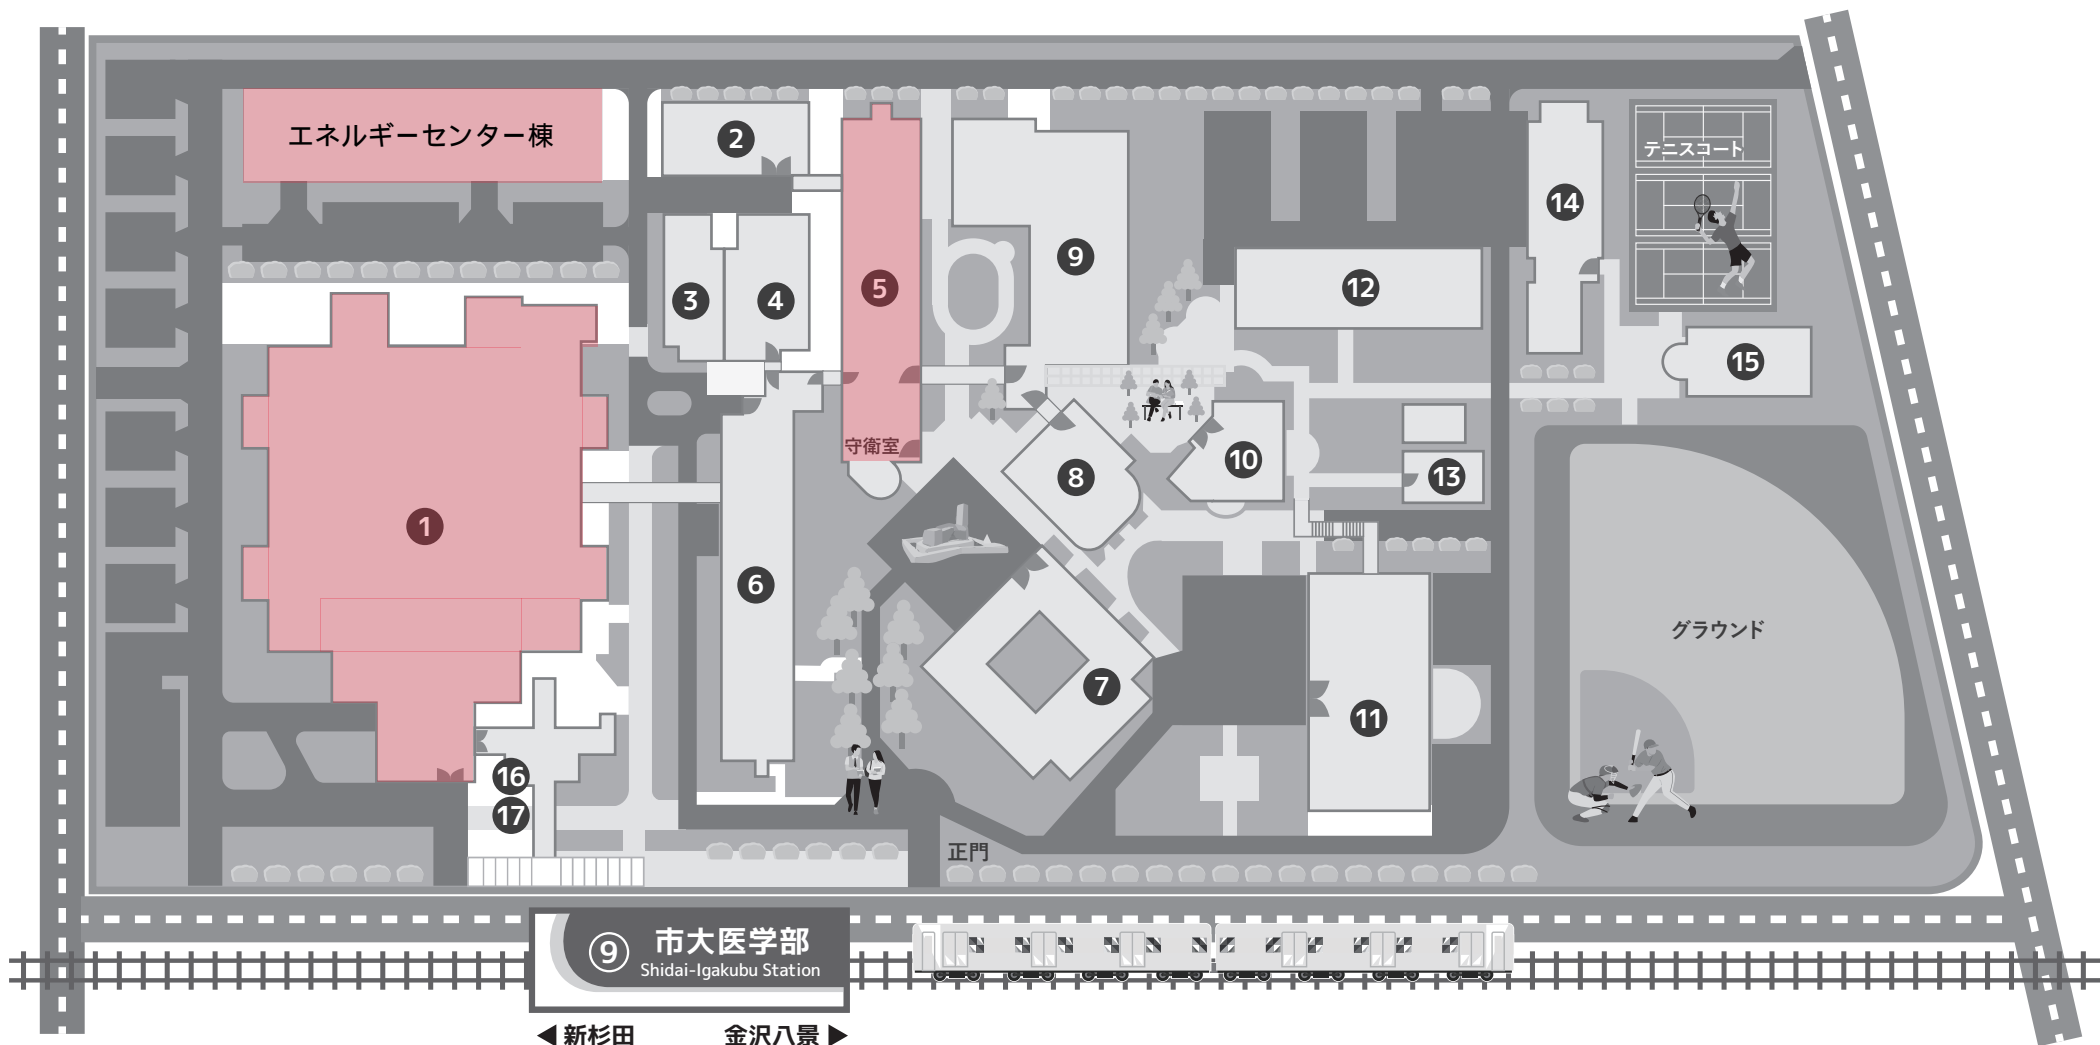 エネルギーセンター棟
2
テニスコート
14
9
12
3
4
5
15
守衛室
10
13
8
1
6
グラウンド
7
11
16
17
正門
⑨ 市大医学部
Shidai-Igakubu Station
◀ 新杉田 金沢八景 ▶